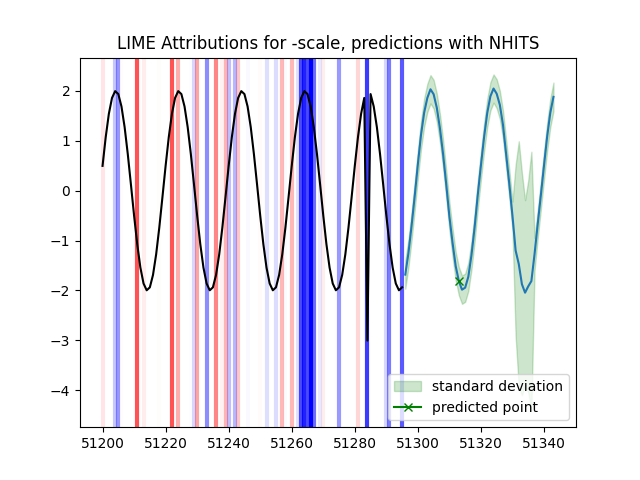 LIME Attributions for -scale, predictions with NHITS
2
1
0
−1
−2
−3
−4
standard deviation
predicted point
51200 51220 51240 51260 51280 51300 51320 51340